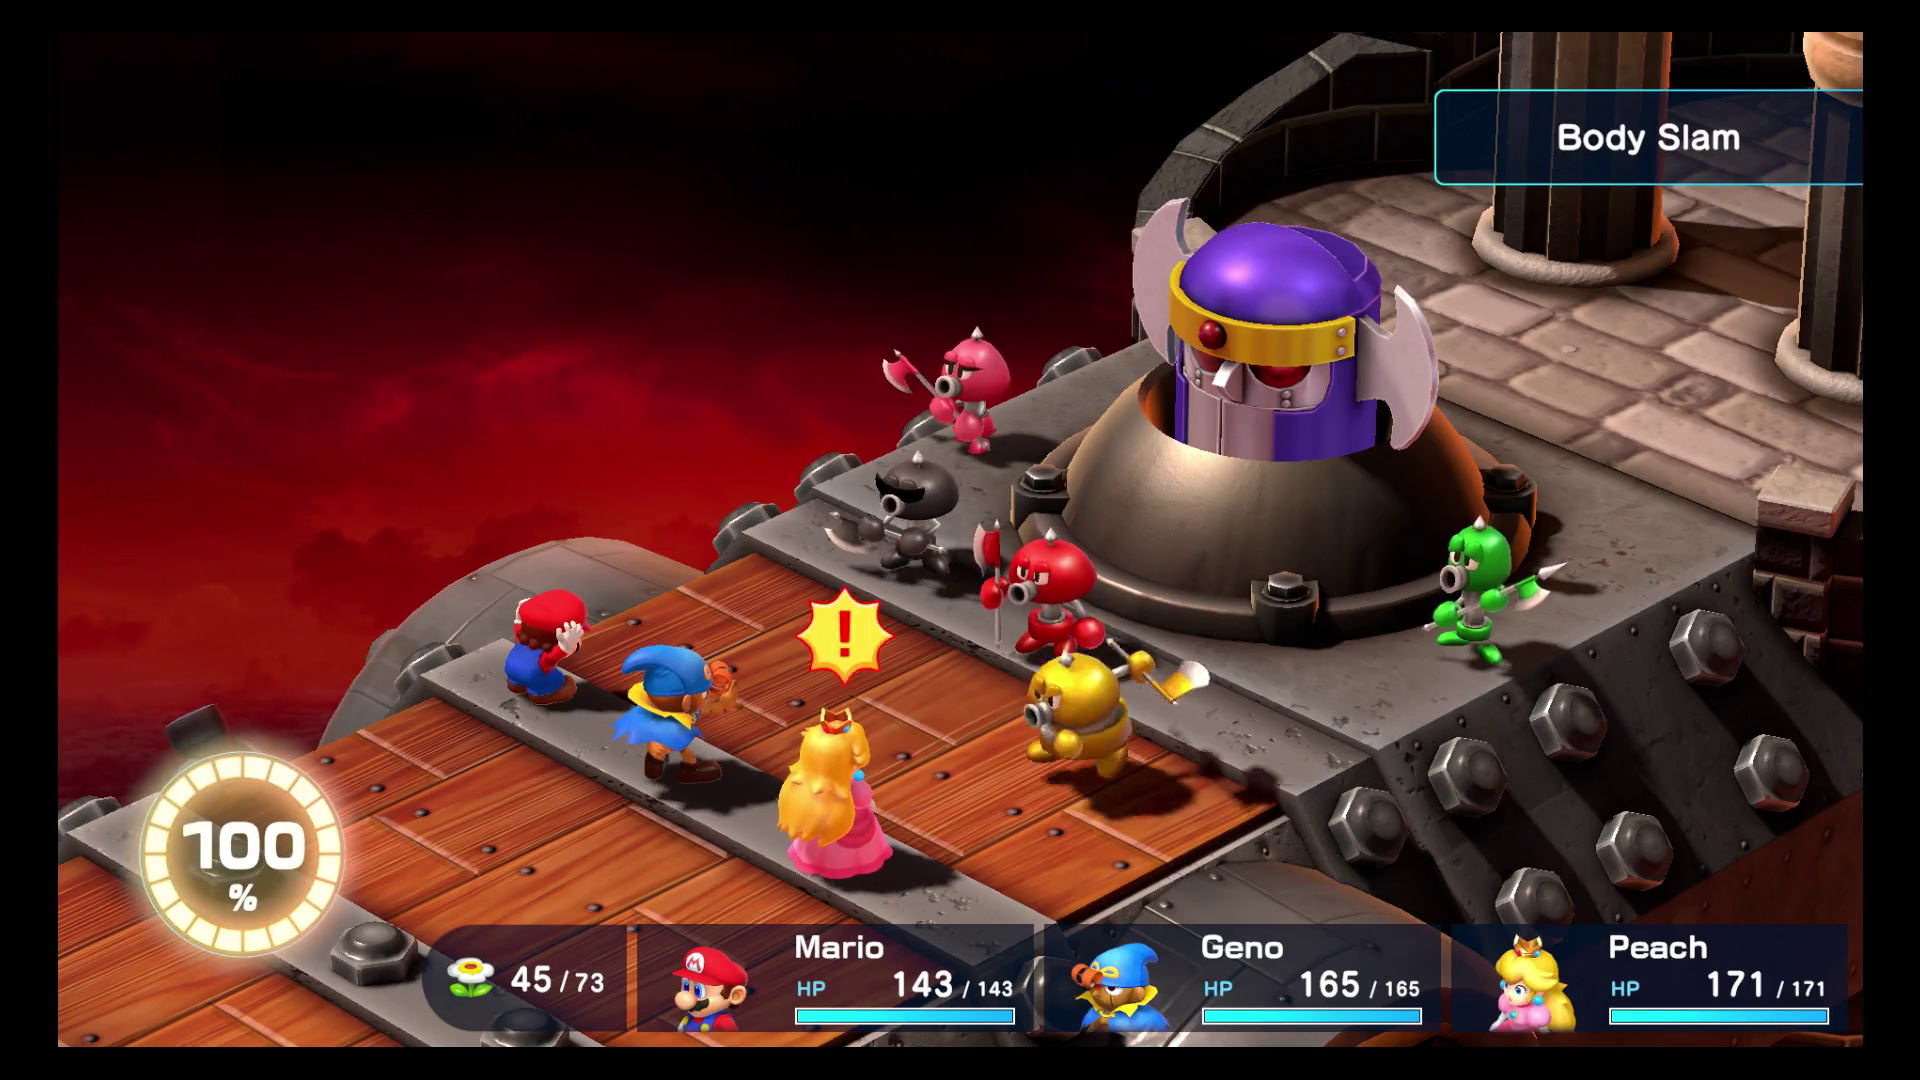 Body Slam
!
100
%
45/73
Mario
HP 143/143
Geno
HP 165/165
Peach
HP 171/171